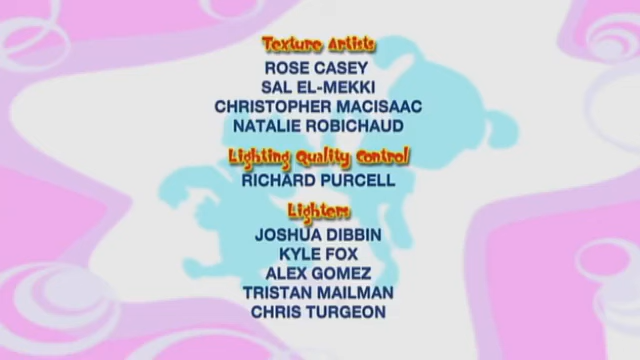 Texture Artists
ROSE CASEY
SAL EL-MEKKI
CHRISTOPHER MACISAAC
NATALIE ROBICHAUD
Lighting Quality Control
RICHARD PURCELL
Lighters
JOSHUA DIBBIN
KYLE FOX
ALEX GOMEZ
TRISTAN MAILMAN
CHRIS TURGEON